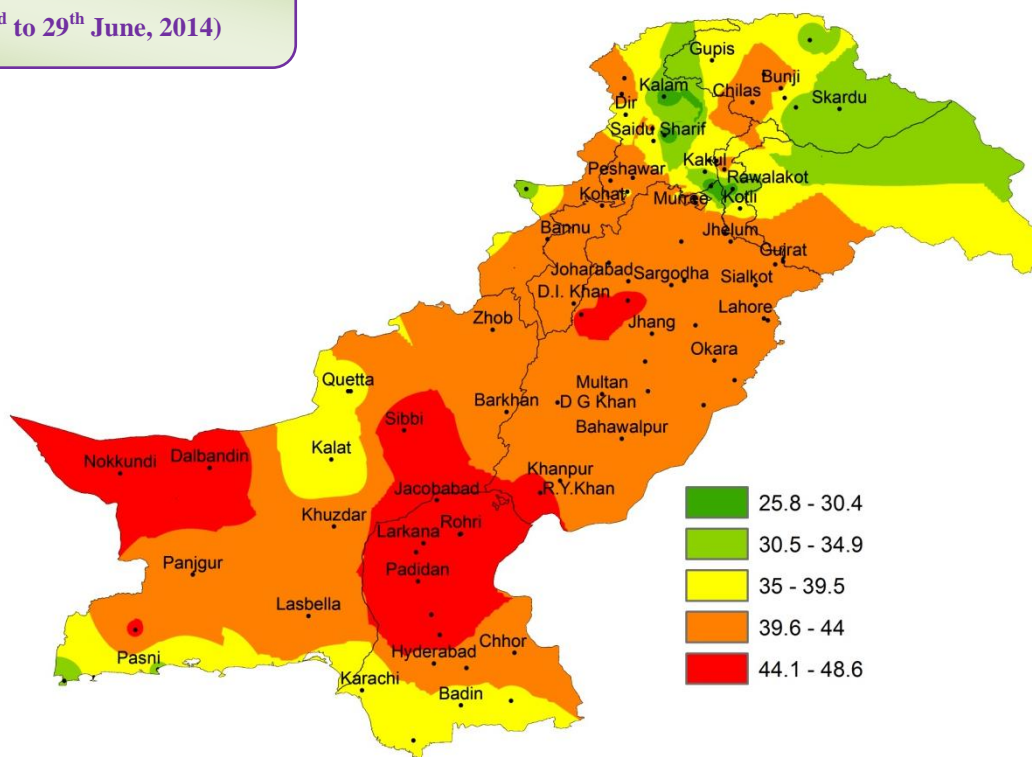 d to 29th June, 2014)
Gupis
Bunji
Kalam
Chilas
Skardu
Dir
Saidu Sharif
Kakul
Peshawar
Rawalakot
Kohat
Murree
Kotli
Bannu
Jhelum
Gujrat
Joharabad
Sargodha
Sialkot
D.I. Khan
Lahore
Zhob
Jhang
Okara
Quetta
Multan
Barkhan
D G Khan
Sibbi
Bahawalpur
Kalat
Nokkundi
Dalbandin
Khanpur
Jacobabad
R.Y.Khan
25.8 - 30.4
Khuzdar
Larkana
Rohri
30.5 - 34.9
Panjgur
Padidan
35 - 39.5
Lasbella
39.6 - 44
Pasni
Hyderabad
Chhor
44.1 - 48.6
Karachi
Badin